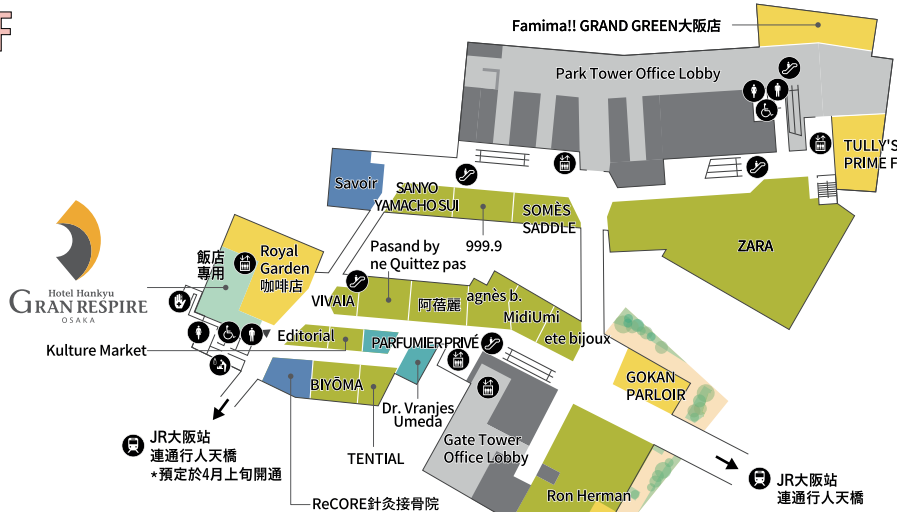 F
Famima!! GRAND GREEN大阪店
Park Tower Office Lobby
TULLY'S
PRIME F
Savoir
SANYO
YAMACHO SUI
999.9
SOMÈS
SADDLE
ZARA
Hotel Hankyu
GRAN RESPIRE
OSAKA
飯店
專用
Royal
Garden
咖啡店
Pasand by
ne Quittez pas
VIVAIA
阿蓓麗
agnès b.
MidiUmi
ete bijoux
Editorial
Kulture Market
PARFUMIER PRIVÉ
BIYŌMA
Dr. Vranjes
Umeda
TENTIAL
ReCORE針灸接骨院
Gate Tower
Office Lobby
GOKAN
PARLOIR
Ron Herman
JR大阪站
連通行人天橋
*預定於4月上旬開通
JR大阪站
連通行人天橋